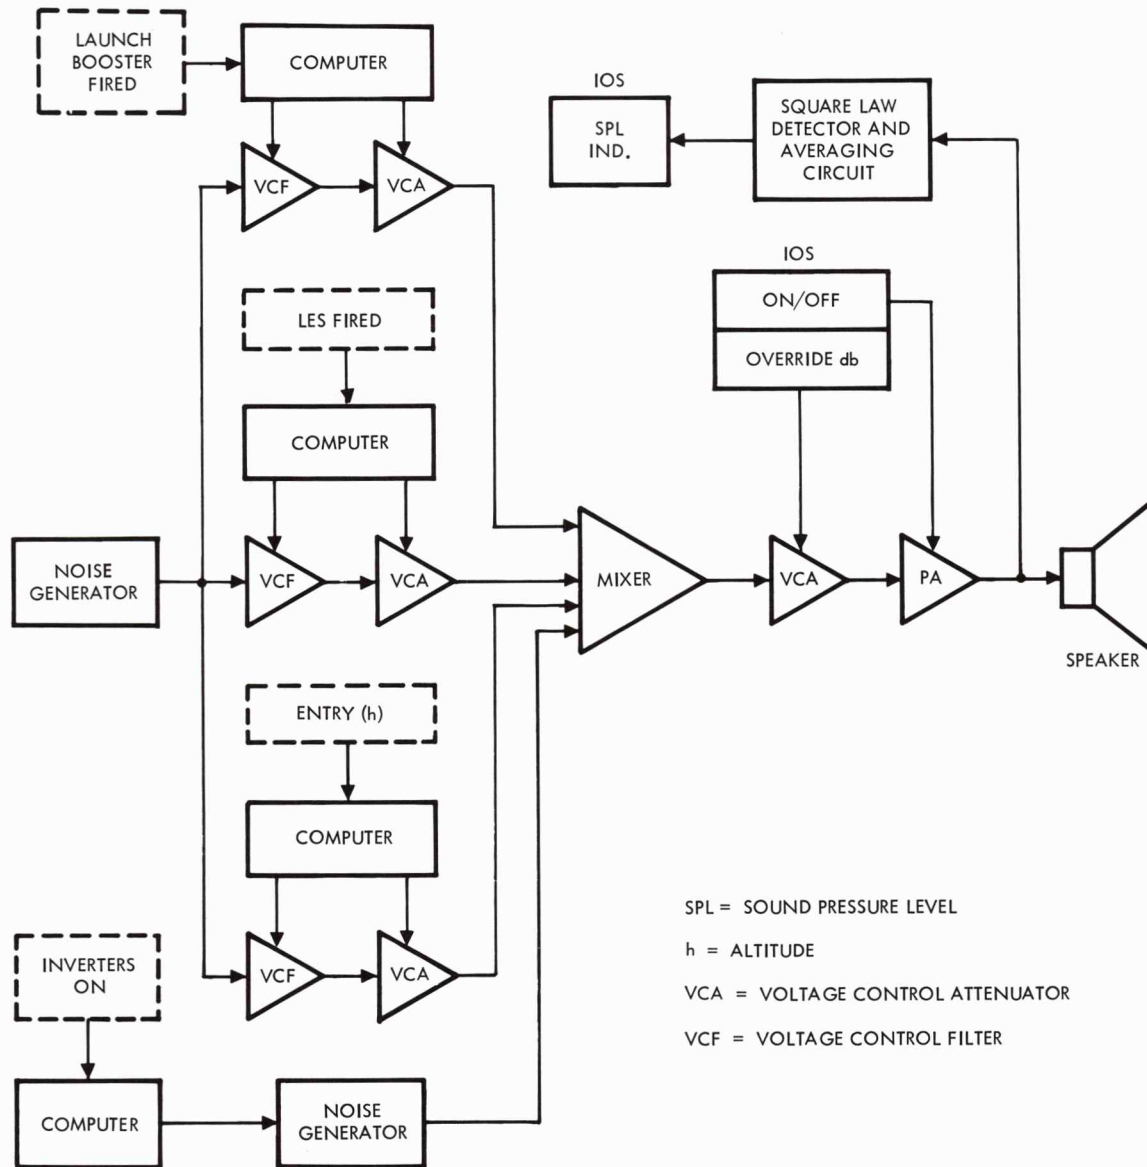 LAUNCH
BOOSTER
FIRED
COMPUTER
VCF
VCA
IOS
SPL
IND.
SQUARE LAW
DETECTOR AND
AVERAGING
CIRCUIT
IOS
ON/OFF
OVERRIDE db
LES FIRED
COMPUTER
NOISE
GENERATOR
VCF
VCA
MIXER
VCA
PA
SPEAKER
ENTRY (h)
COMPUTER
VCF
VCA
INVERTERS
ON
COMPUTER
NOISE
GENERATOR
SPL = SOUND PRESSURE LEVEL
h = ALTITUDE
VCA = VOLTAGE CONTROL ATTENUATOR
VCF = VOLTAGE CONTROL FILTER